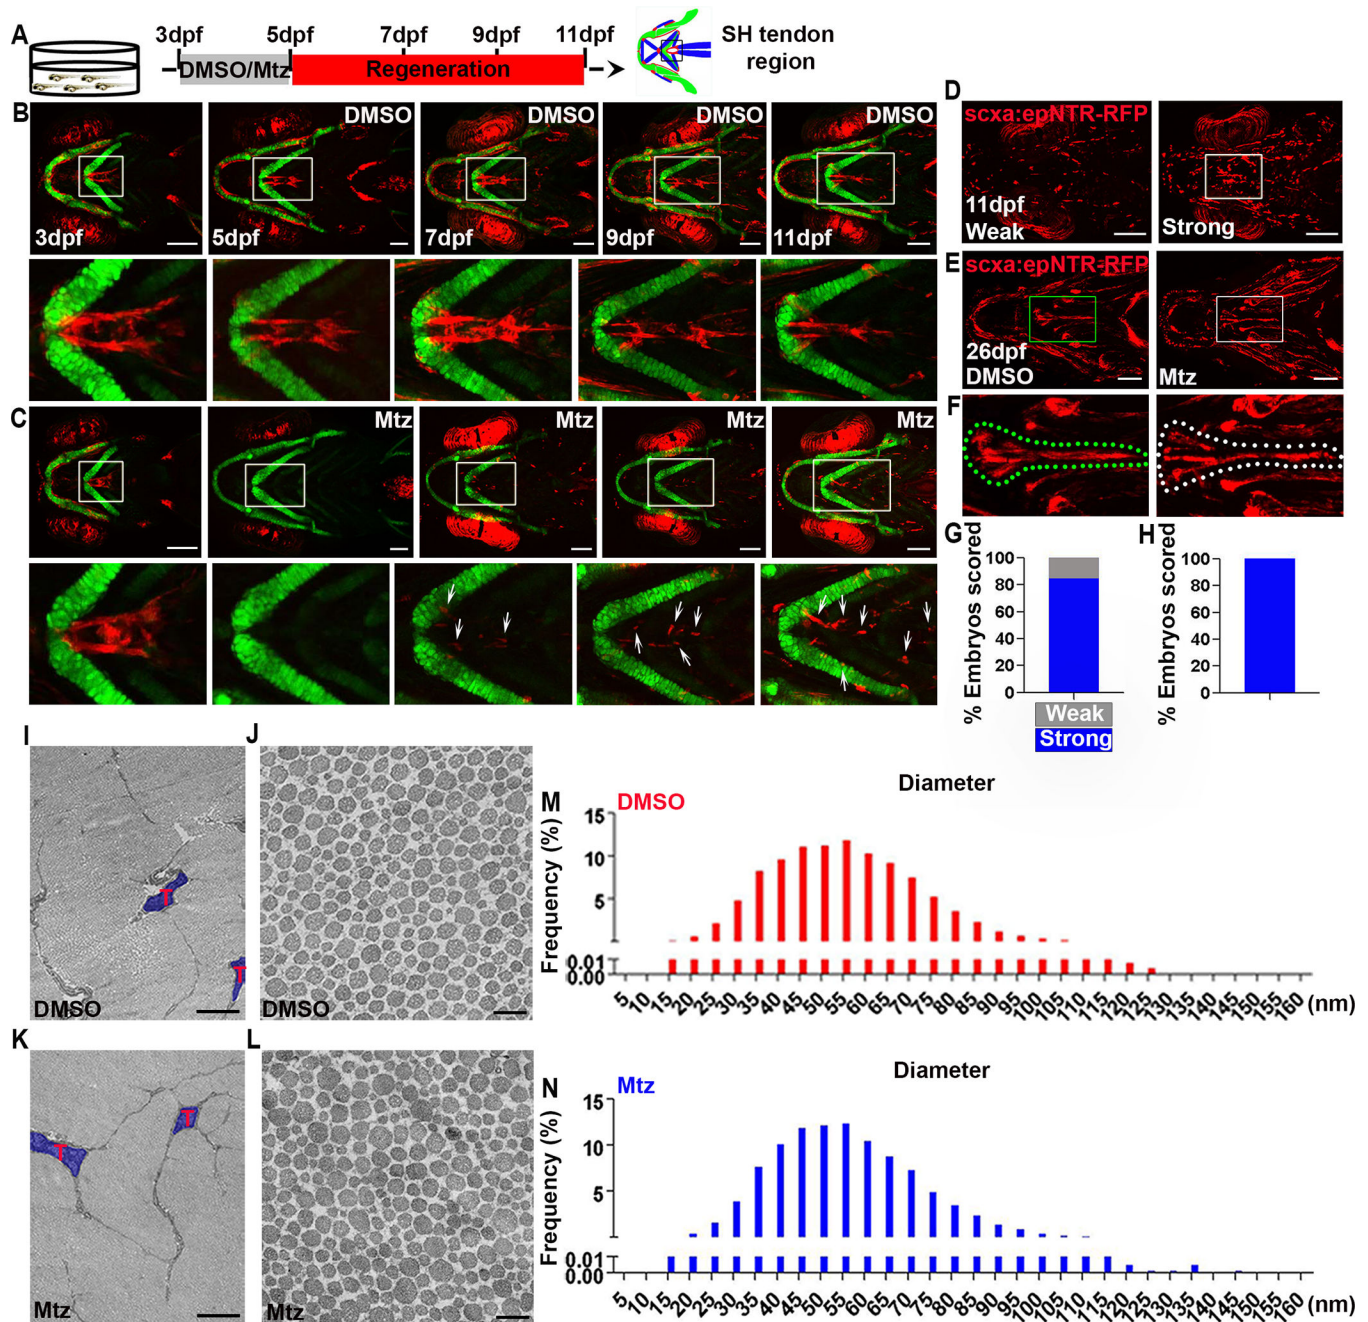 A
3dpf 5dpf 7dpf 9dpf 11dpf
DMSO/Mtz Regeneration
SH tendon
region
B
DMSO DMSO DMSO DMSO DMSO
3dpf 5dpf 7dpf 9dpf 11dpf
C
Mtz Mtz Mtz Mtz Mtz
D
scxa:epNTR-RFP
11dpf
Weak Strong
E
scxa:epNTR-RFP
26dpf
DMSO Mtz
F
G
% Embryos scored
100
80
60
40
20
0
Weak
Strong
H
% Embryos scored
100
80
60
40
20
0
I
T
T
DMSO
J
DMSO
K
T
T
Mtz
L
Mtz
Diameter
M
DMSO
Frequency (%)
15
10
5
0.01
0.00
5 10 15 20 25 30 35 40 45 50 55 60 65 70 75 80 85 90 95 100 105 110 115 120 125 130 135 140 145 150 155 160 (nm)
Diameter
N
Mtz
Frequency (%)
15
10
5
0.01
0.00
5 10 15 20 25 30 35 40 45 50 55 60 65 70 75 80 85 90 95 100 105 110 115 120 125 130 135 140 145 150 155 160 (nm)